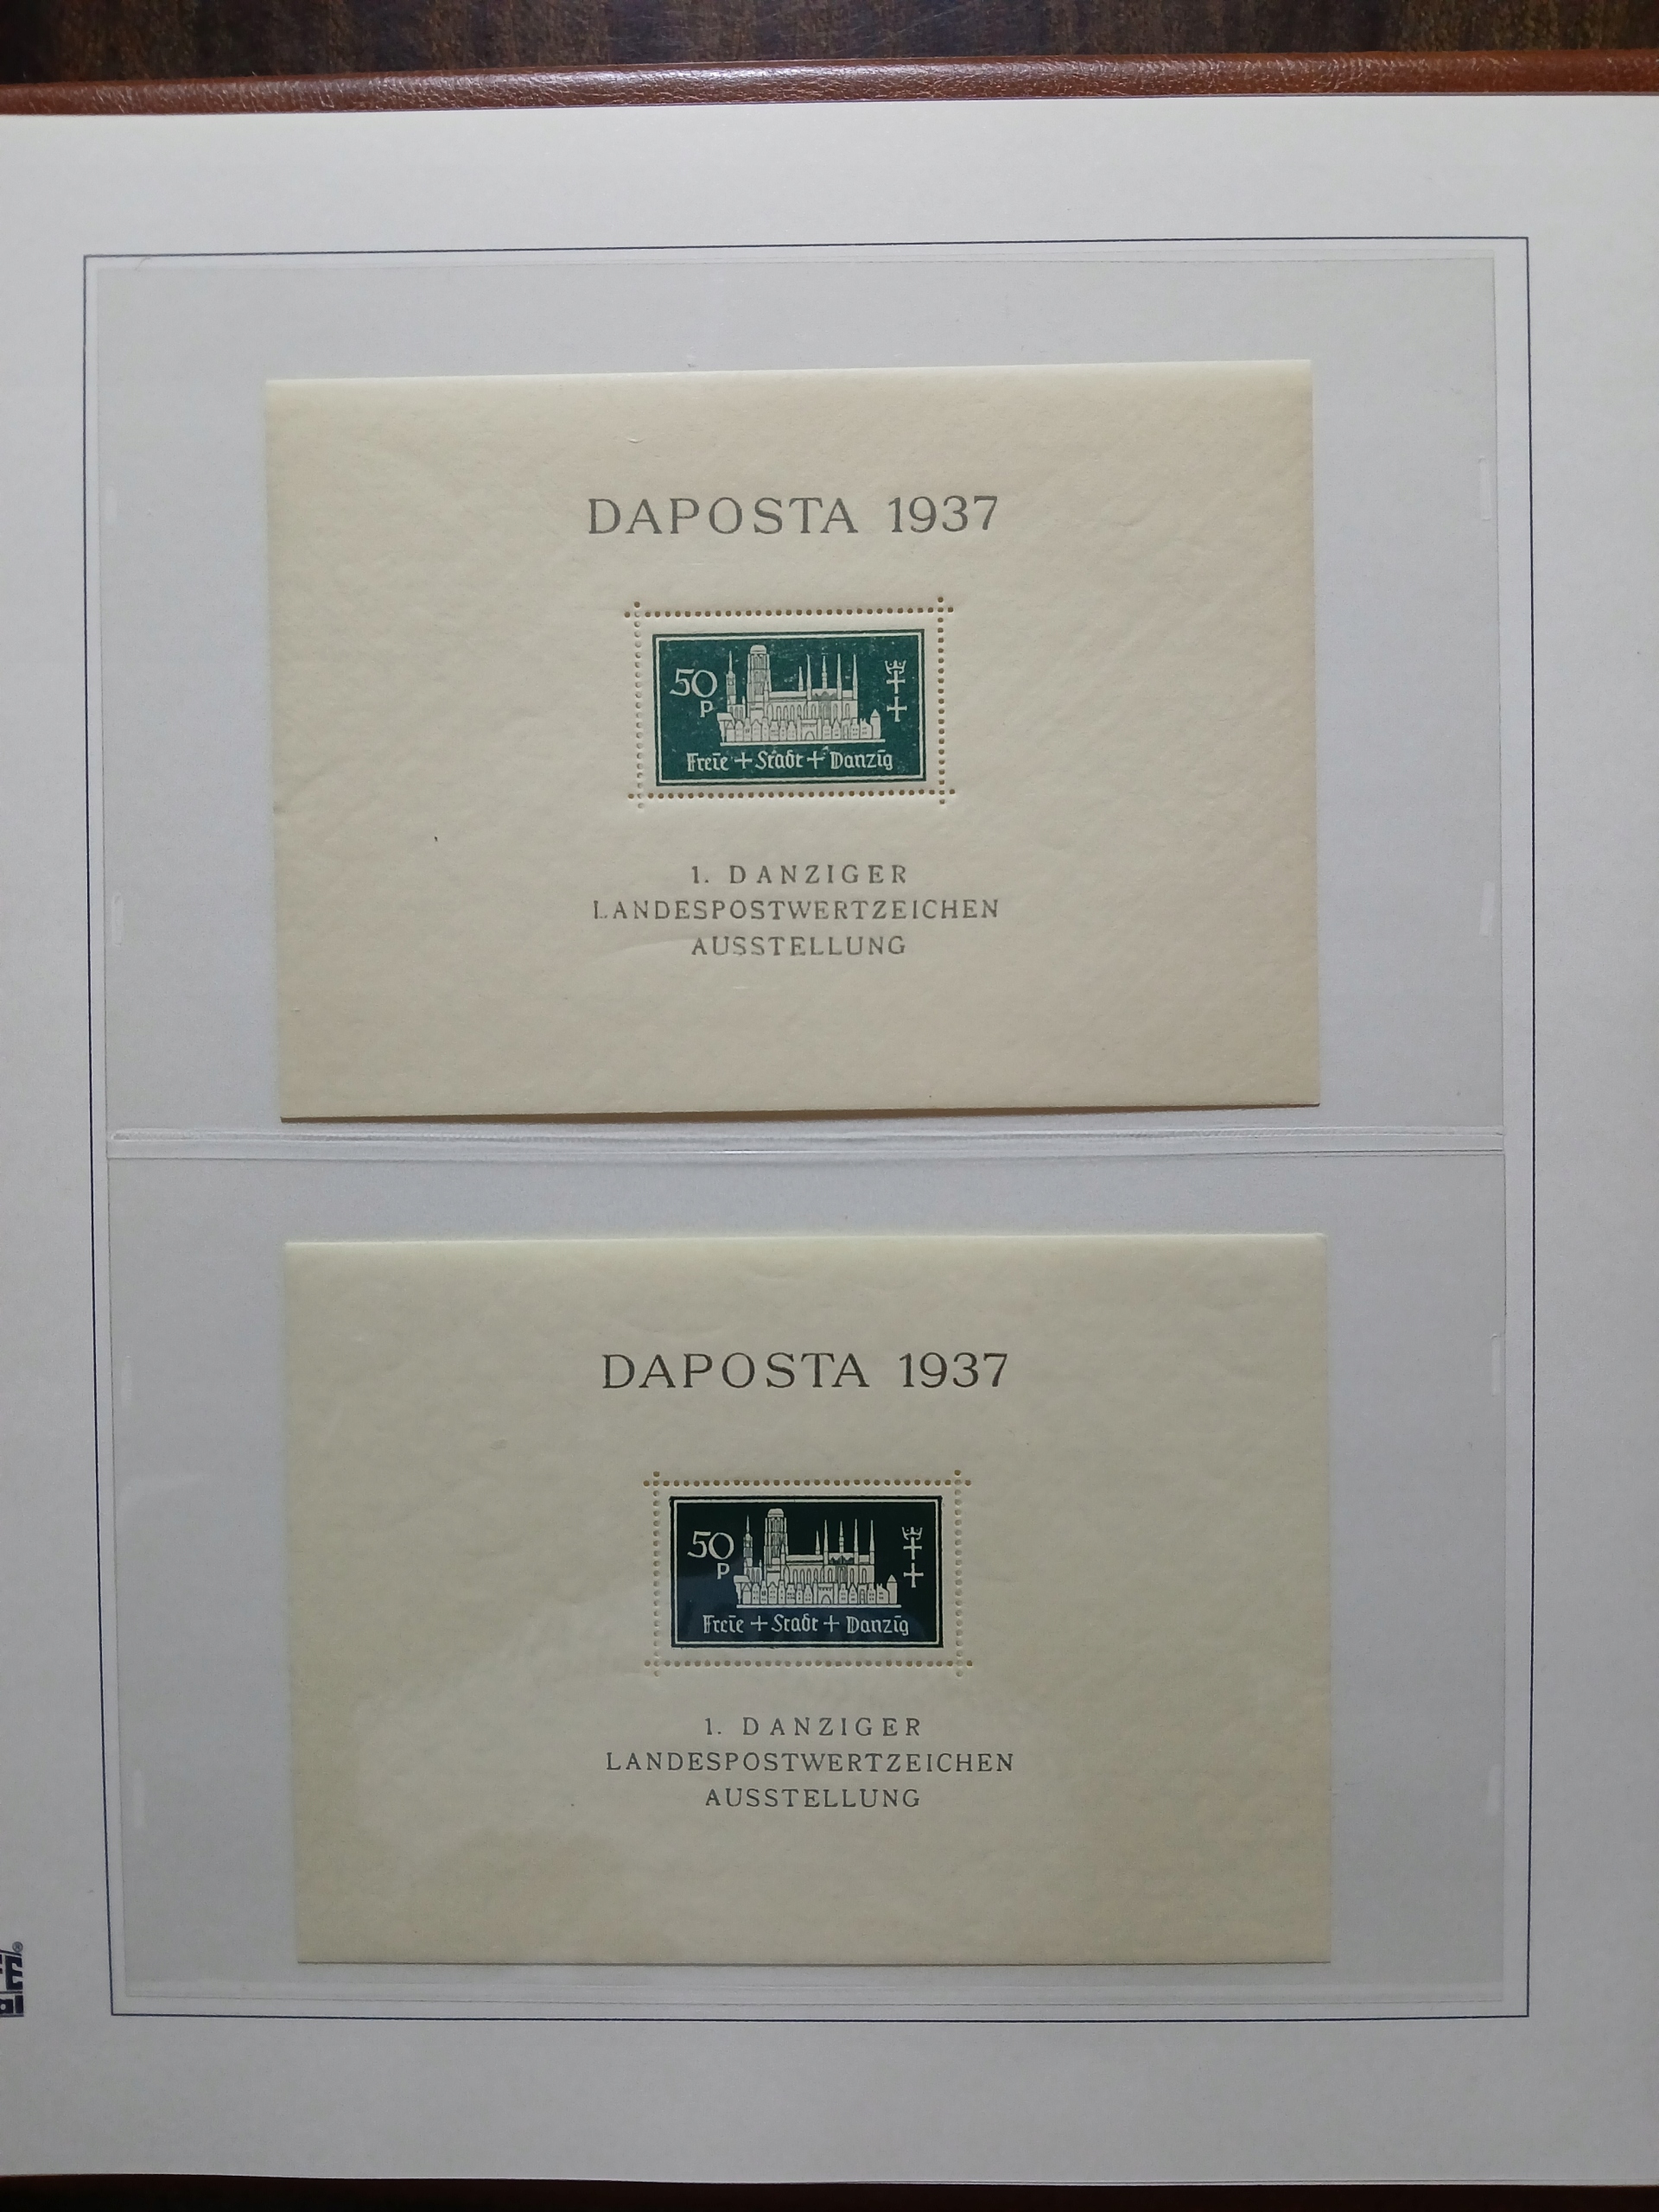 DAPOSTA 1937
50
P
Freie + Stadt + Danzig
1. DANZIGER
LANDESPOSTWERTZEICHEN
AUSSTELLUNG
DAPOSTA 1937
50
P
Freie + Stadt + Danzig
1. DANZIGER
LANDESPOSTWERTZEICHEN
AUSSTELLUNG